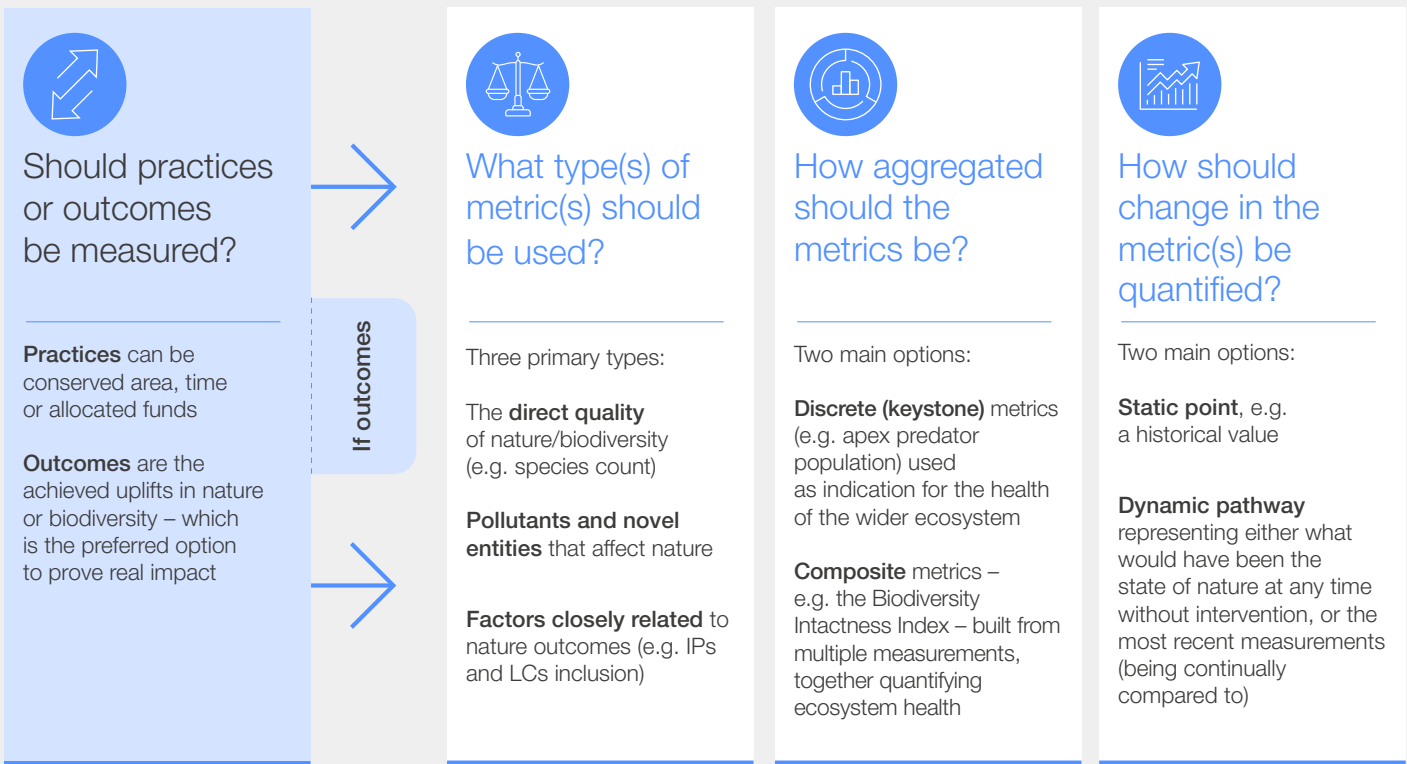 Should practices
or outcomes
be measured?
Practices can be
conserved area, time
or allocated funds
Outcomes are the
achieved uplifts in nature
or biodiversity – which
is the preferred option
to prove real impact
If outcomes
What type(s) of
metric(s) should
be used?
Three primary types:
The direct quality
of nature/biodiversity
(e.g. species count)
Pollutants and novel
entities that affect nature
Factors closely related to
nature outcomes (e.g. IPs
and LCs inclusion)
How aggregated
should the
metrics be?
Two main options:
Discrete (keystone) metrics
(e.g. apex predator
population) used
as indication for the health
of the wider ecosystem
Composite metrics –
e.g. the Biodiversity
Intactness Index – built from
multiple measurements,
together quantifying
ecosystem health
How should
change in the
metric(s) be
quantified?
Two main options:
Static point, e.g.
a historical value
Dynamic pathway
representing either what
would have been the
state of nature at any time
without intervention, or the
most recent measurements
(being continually
compared to)